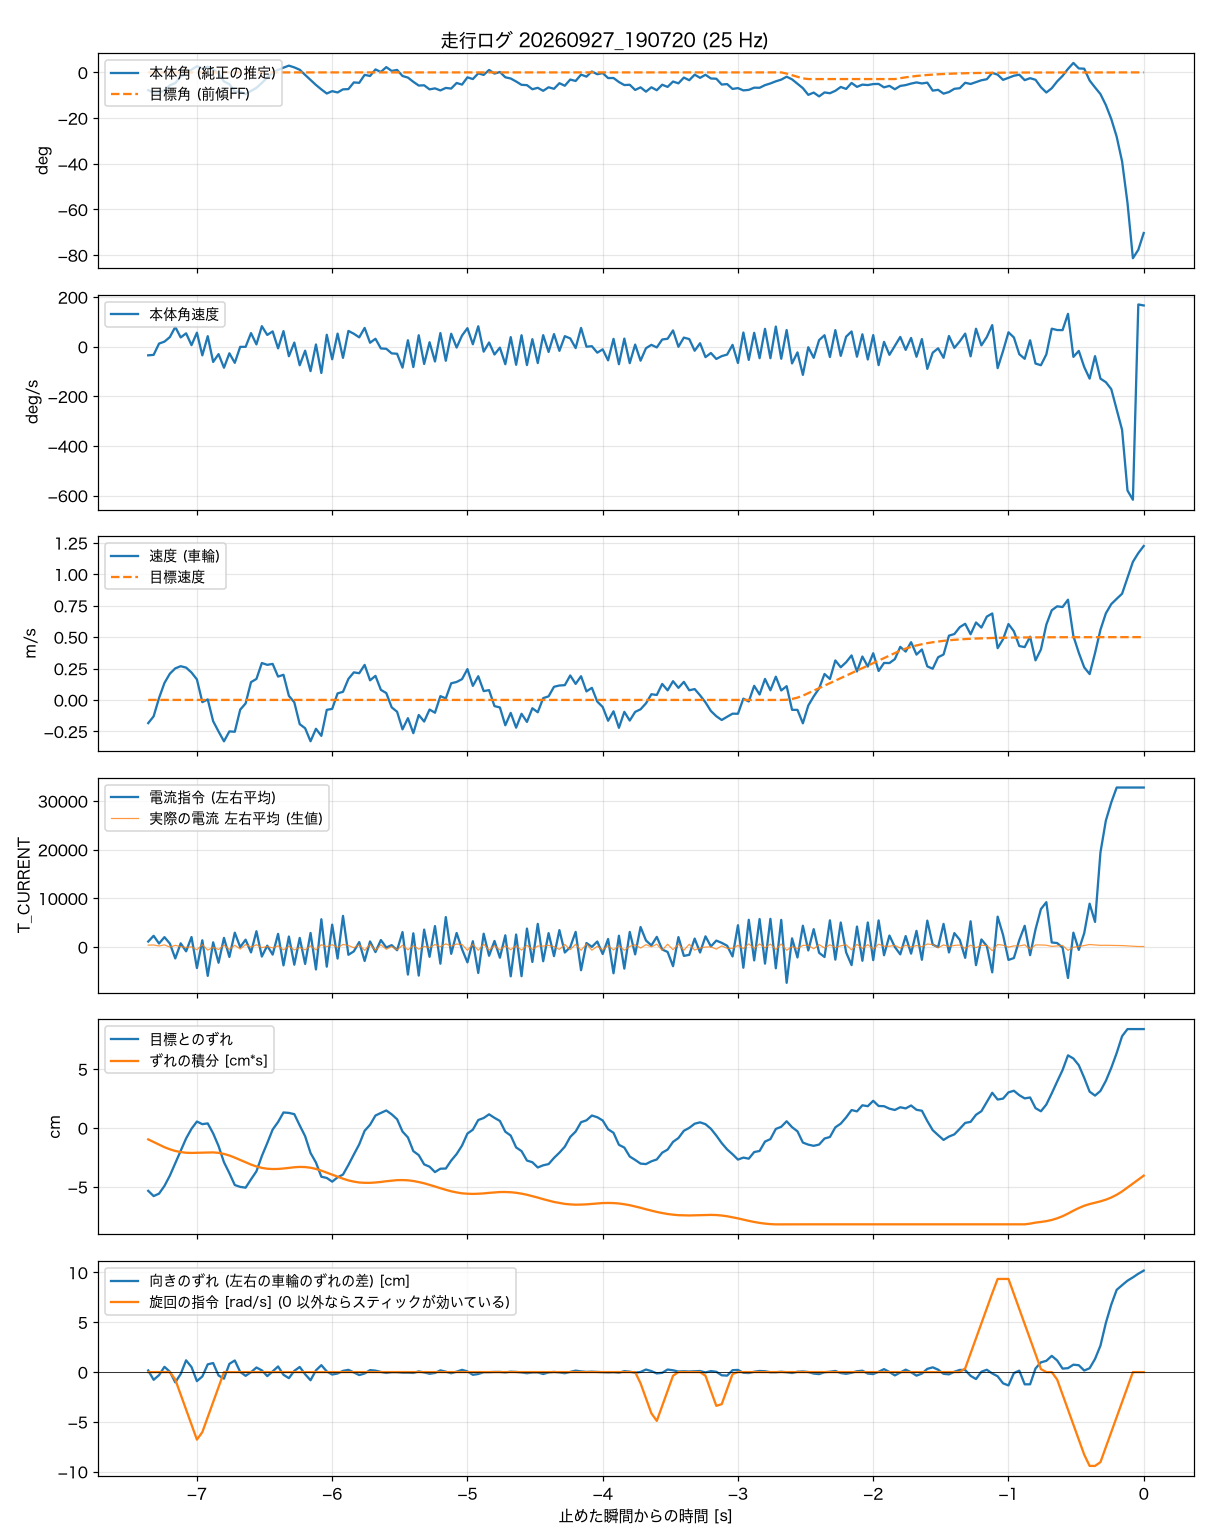 走行ログ 20260927_190720 (25 Hz)
本体角 (純正の推定)
目標角 (前傾FF)
deg
0
−20
−40
−60
−80
本体角速度
deg/s
200
0
−200
−400
−600
速度 (車輪)
目標速度
m/s
1.25
1.00
0.75
0.50
0.25
0.00
−0.25
電流指令 (左右平均)
実際の電流 左右平均 (生値)
T_CURRENT
30000
20000
10000
0
目標とのずれ
ずれの積分 [cm*s]
cm
5
0
−5
向きのずれ (左右の車輪のずれの差) [cm]
旋回の指令 [rad/s] (0 以外ならスティックが効いている)
10
5
0
−5
−10
−7 −6 −5 −4 −3 −2 −1 0
止めた瞬間からの時間 [s]